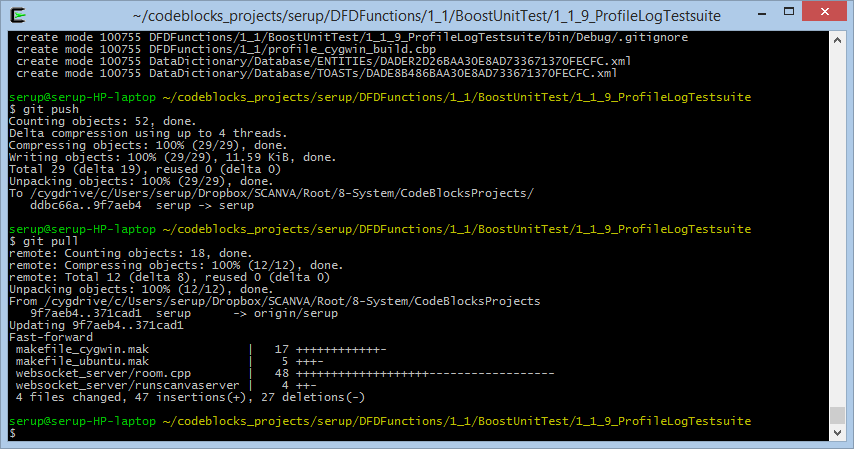 ~/codeblocks_projects/serup/DFDFunctions/1_1/BoostUnitTest/1_1_9_ProfileLogTestsuite
create mode 100755 DFDFunctions/1_1/BoostUnitTest/1_1_9_ProfileLogTestsuite/bin/Debug/.gitignore
create mode 100755 DFDFunctions/1_1/profile_cygwin_build.cbp
create mode 100755 DataDictionary/Database/ENTITIEs/DADER2D26BAA30E8AD733671370FECFC.xml
create mode 100755 DataDictionary/Database/TOASTs/DADE8B486BAA30E8AD733671370FECFC.xml
serup@serup-HP-laptop ~/codeblocks_projects/serup/DFDFunctions/1_1/BoostUnitTest/1_1_9_ProfileLogTestsuite
$ git push
Counting objects: 52, done.
Delta compression using up to 4 threads.
Compressing objects: 100% (29/29), done.
Writing objects: 100% (29/29), 11.59 KiB, done.
Total 29 (delta 19), reused 0 (delta 0)
Unpacking objects: 100% (29/29), done.
To /cygdrive/c/Users/serup/Dropbox/SCANVA/Root/8-System/CodeBlocksProjects/
ddbc66a..9f7aeb4  serup -> serup
serup@serup-HP-laptop ~/codeblocks_projects/serup/DFDFunctions/1_1/BoostUnitTest/1_1_9_ProfileLogTestsuite
$ git pull
remote: Counting objects: 18, done.
remote: Compressing objects: 100% (12/12), done.
remote: Total 12 (delta 8), reused 0 (delta 0)
Unpacking objects: 100% (12/12), done.
From /cygdrive/c/Users/serup/Dropbox/SCANVA/Root/8-System/CodeBlocksProjects
9f7aeb4..371cad1  serup      -> origin/serup
Updating 9f7aeb4..371cad1
Fast-forward
makefile_cygwin.mak            |   17 ++++++++++++-
makefile_ubuntu.mak            |    5 +++-
websocket_server/room.cpp      |   48 +++++++++++++++++++-------------------
websocket_server/runscanvaserver |    4 ++-
4 files changed, 47 insertions(+), 27 deletions(-)
serup@serup-HP-laptop ~/codeblocks_projects/serup/DFDFunctions/1_1/BoostUnitTest/1_1_9_ProfileLogTestsuite
$